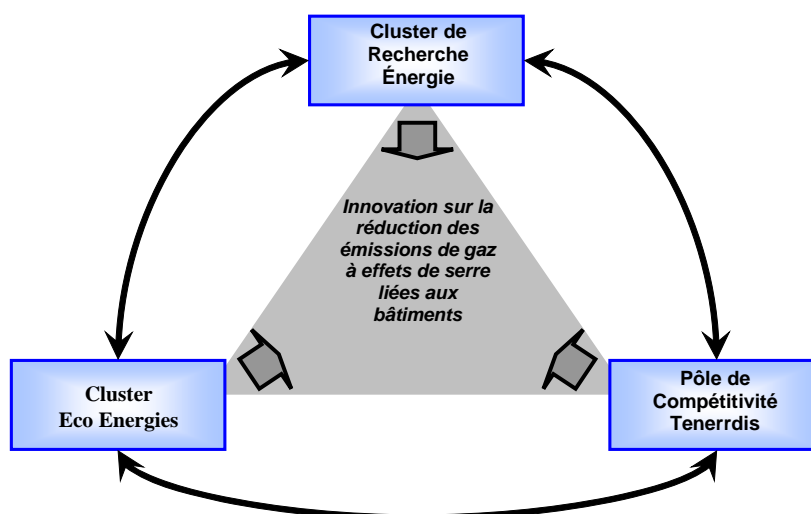 Cluster de
Recherche
Énergie
Innovation sur la
réduction des
émissions de gaz
à effets de serre
liées aux
bâtiments
Cluster
Eco Energies
Pôle de
Compétitivité
Tenerrdis